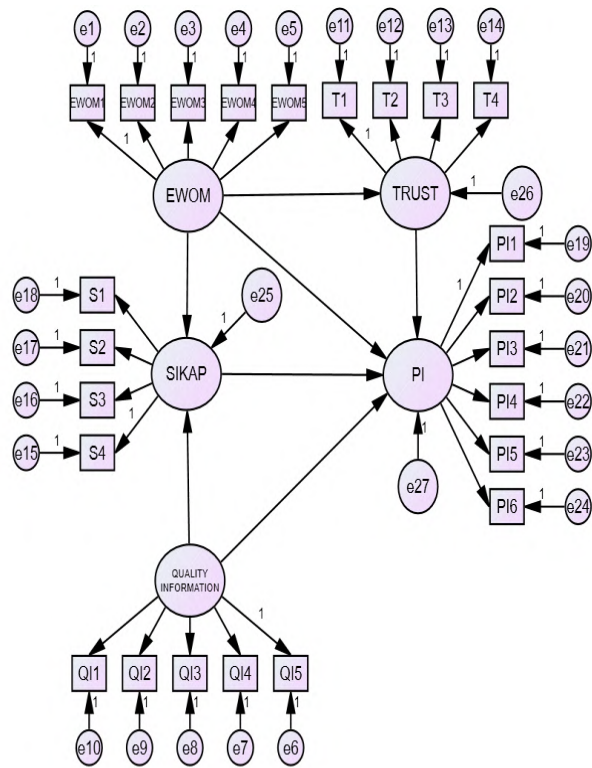 e1 e2 e3 e4 e5 e11 e12 e13 e14
1 1 1 1 1 1 1 1 1
EWOM1 EWOM2 EWOM3 EWOM4 EWOM5 T1 T2 T3 T4
1 1
EWOM TRUST 1 e26
PI1 1 e19
1
e18 1 S1 e25 PI2 1 e20
1
e17 1 S2 PI3 1 e21
SIKAP PI
e16 1 S3 PI4 1 e22
1
e15 1 S4 PI5 1 e23
1
e27 PI6 1 e24
QUALITY
INFORMATION
1
QI1 QI2 QI3 QI4 QI5
1 1 1 1 1
e10 e9 e8 e7 e6